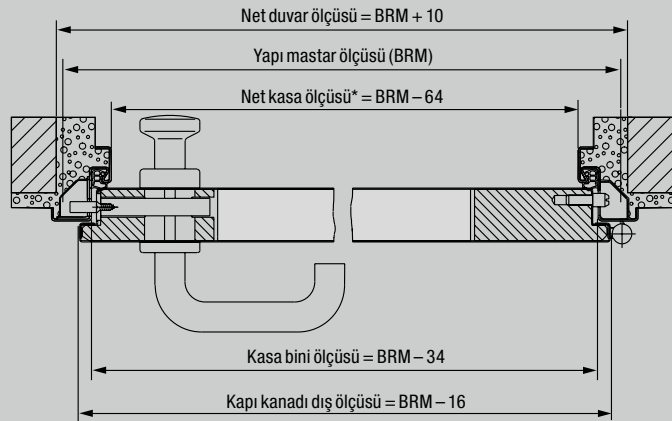 Net duvar ölçüsü = BRM + 10
Yapı mastar ölçüsü (BRM)
Net kasa ölçüsü* = BRM – 64
Kasa bini ölçüsü = BRM – 34
Kapı kanadı dış ölçüsü = BRM – 16